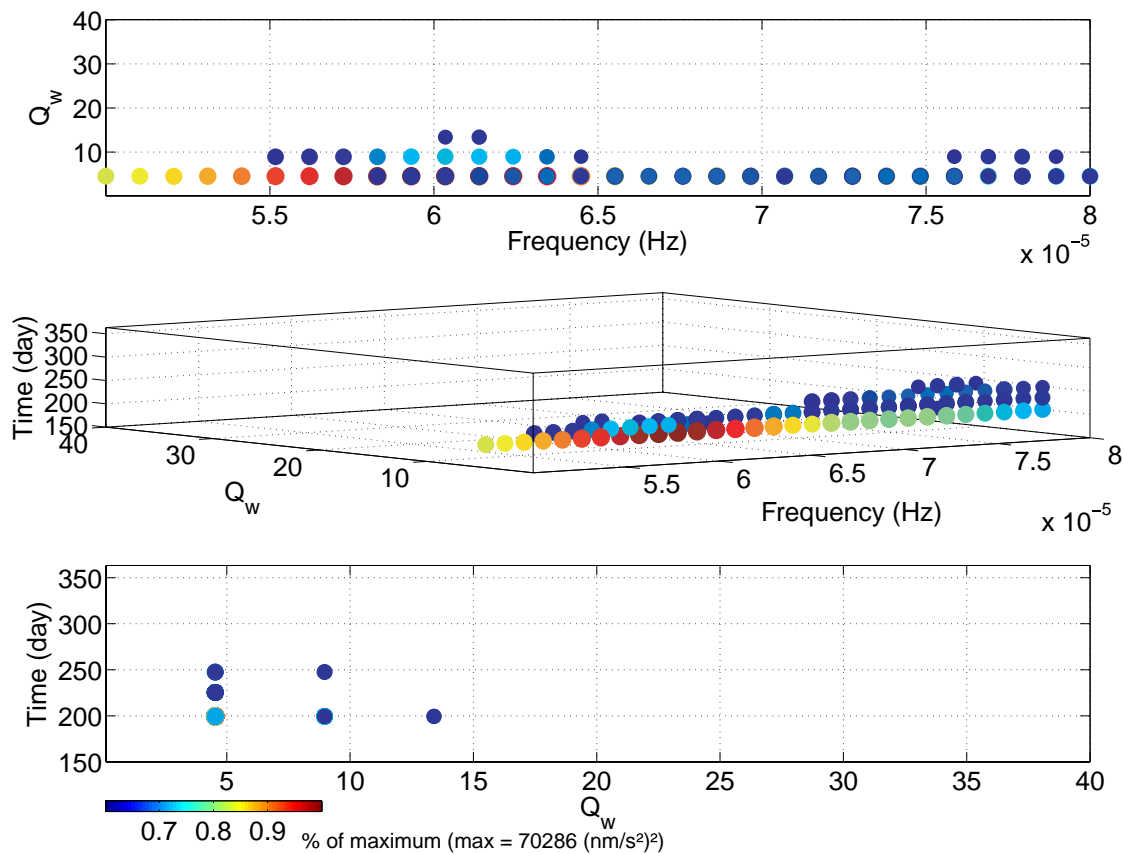 40
30
20
10
Q_w
5.5 6 6.5 7 7.5 8
Frequency (Hz)
x 10⁻⁵
350
300
250
200
150
Time (day)
40 30 20 10
Q_w
5.5 6 6.5 7 7.5 8
Frequency (Hz)
x 10⁻⁵
350
300
250
200
150
Time (day)
5 10 15 20 25 30 35 40
Q_w
0.7 0.8 0.9
% of maximum (max = 70286 (nm/s²)²)